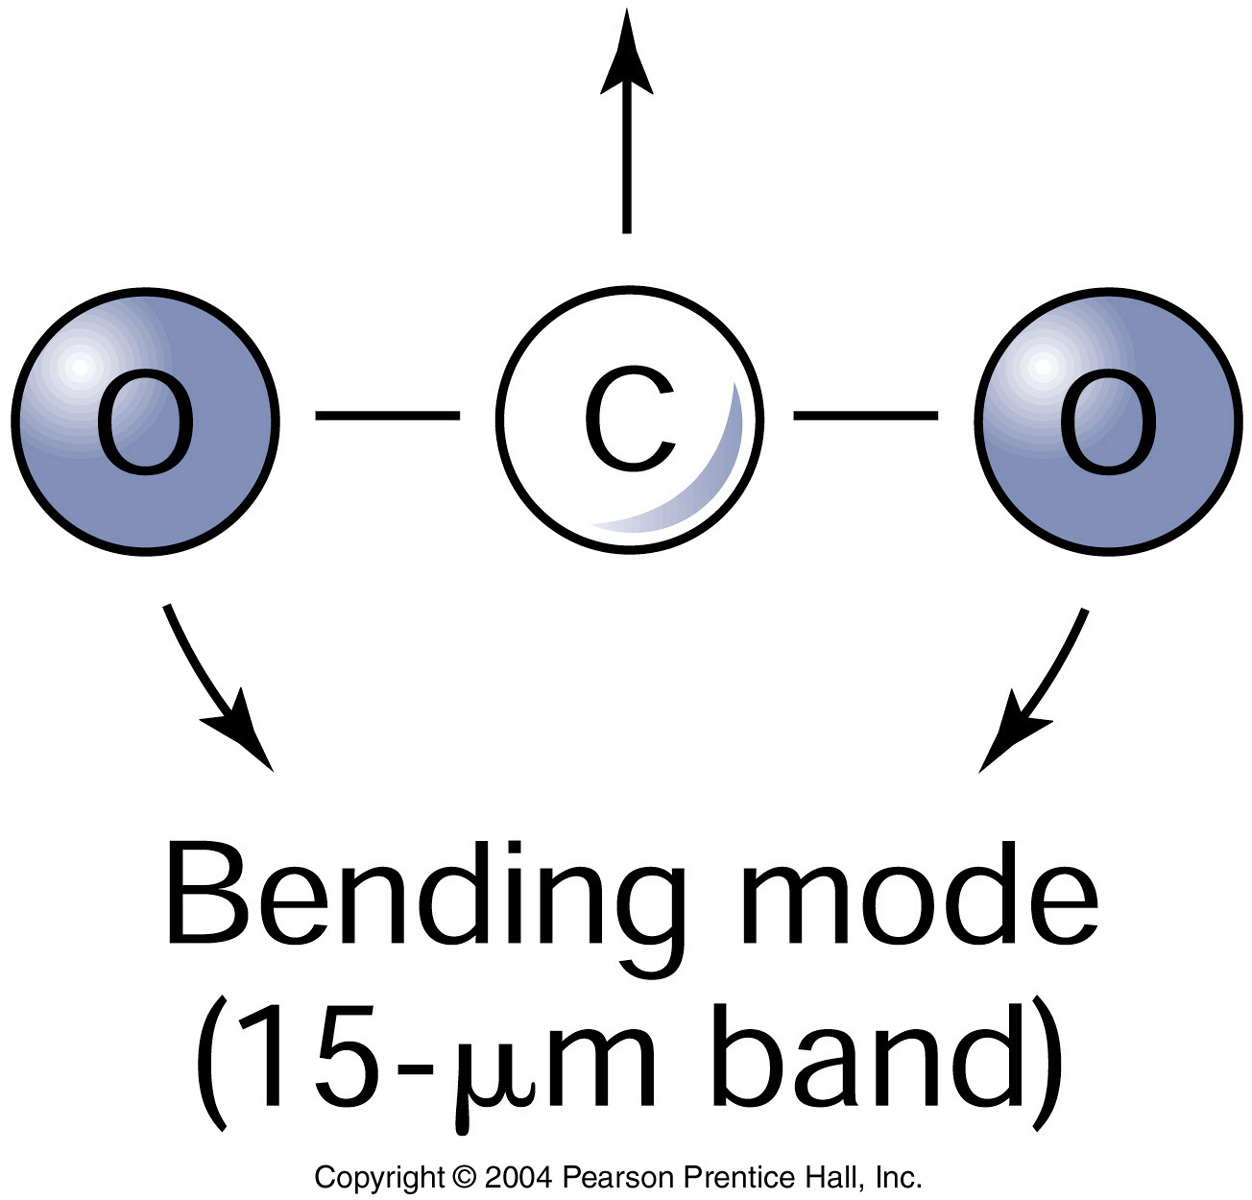 O C O
Bending mode
(15-μm band)
Copyright © 2004 Pearson Prentice Hall, Inc.